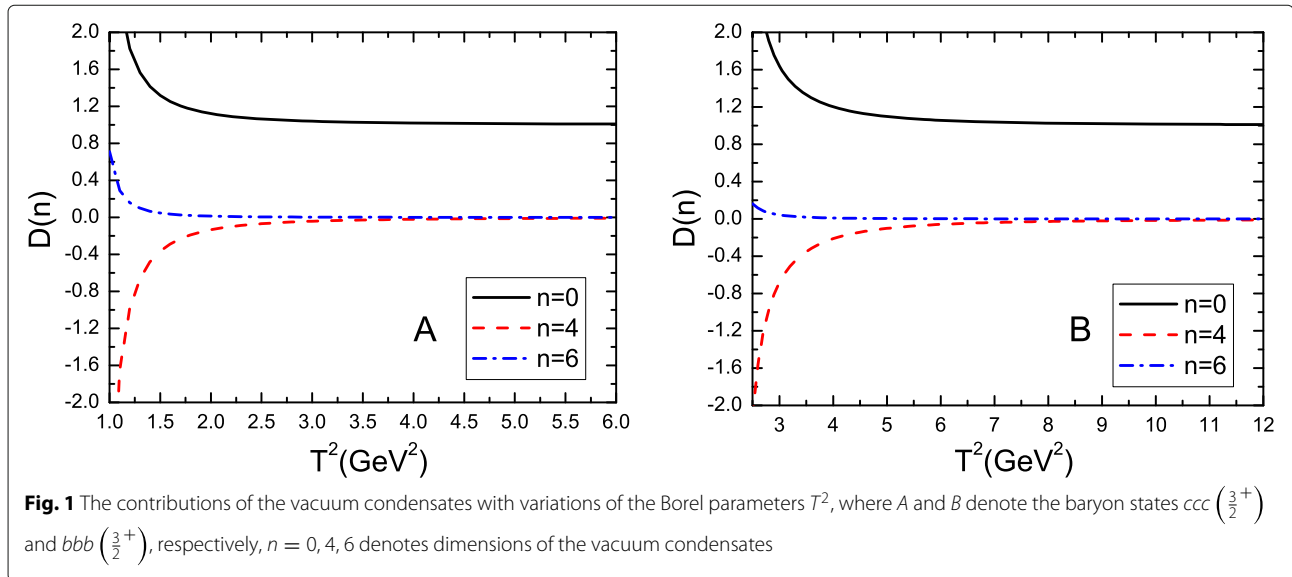 2.0
1.6
1.2
0.8
0.4
0.0
-0.4
-0.8
-1.2
-1.6
-2.0
D(n)
1.0 1.5 2.0 2.5 3.0 3.5 4.0 4.5 5.0 5.5 6.0
T²(GeV²)
A
n=0
n=4
n=6
2.0
1.6
1.2
0.8
0.4
0.0
-0.4
-0.8
-1.2
-1.6
-2.0
D(n)
3 4 5 6 7 8 9 10 11 12
T²(GeV²)
B
n=0
n=4
n=6
Fig. 1 The contributions of the vacuum condensates with variations of the Borel parameters T², where A and B denote the baryon states ccc (3/2⁺)
and bbb (3/2⁺), respectively, n = 0, 4, 6 denotes dimensions of the vacuum condensates